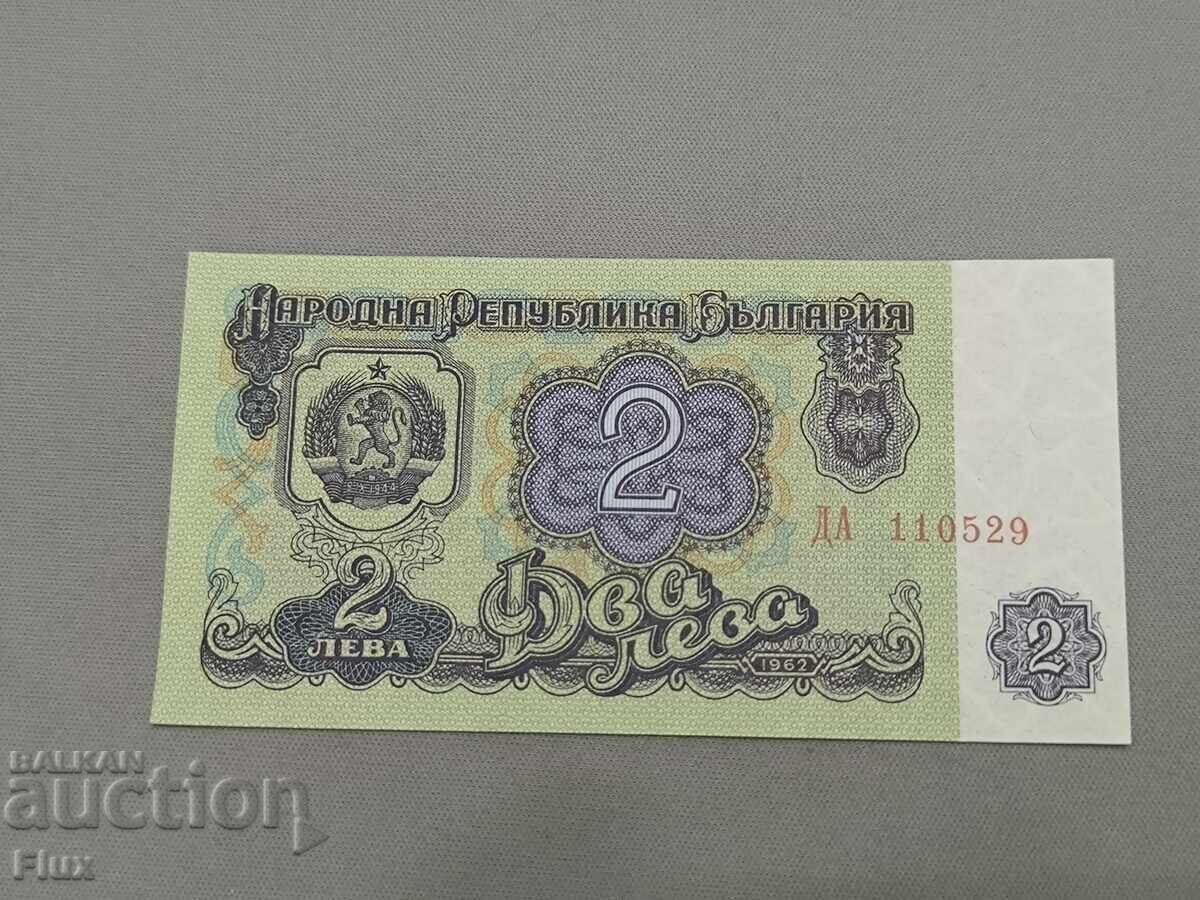 НАРОДНА РЕПУБЛИКА БЪЛГАРИЯ
2
ДА 110529
2
ЛЕВА
Два
лева
1962
2
BALKAN
auction
Flux